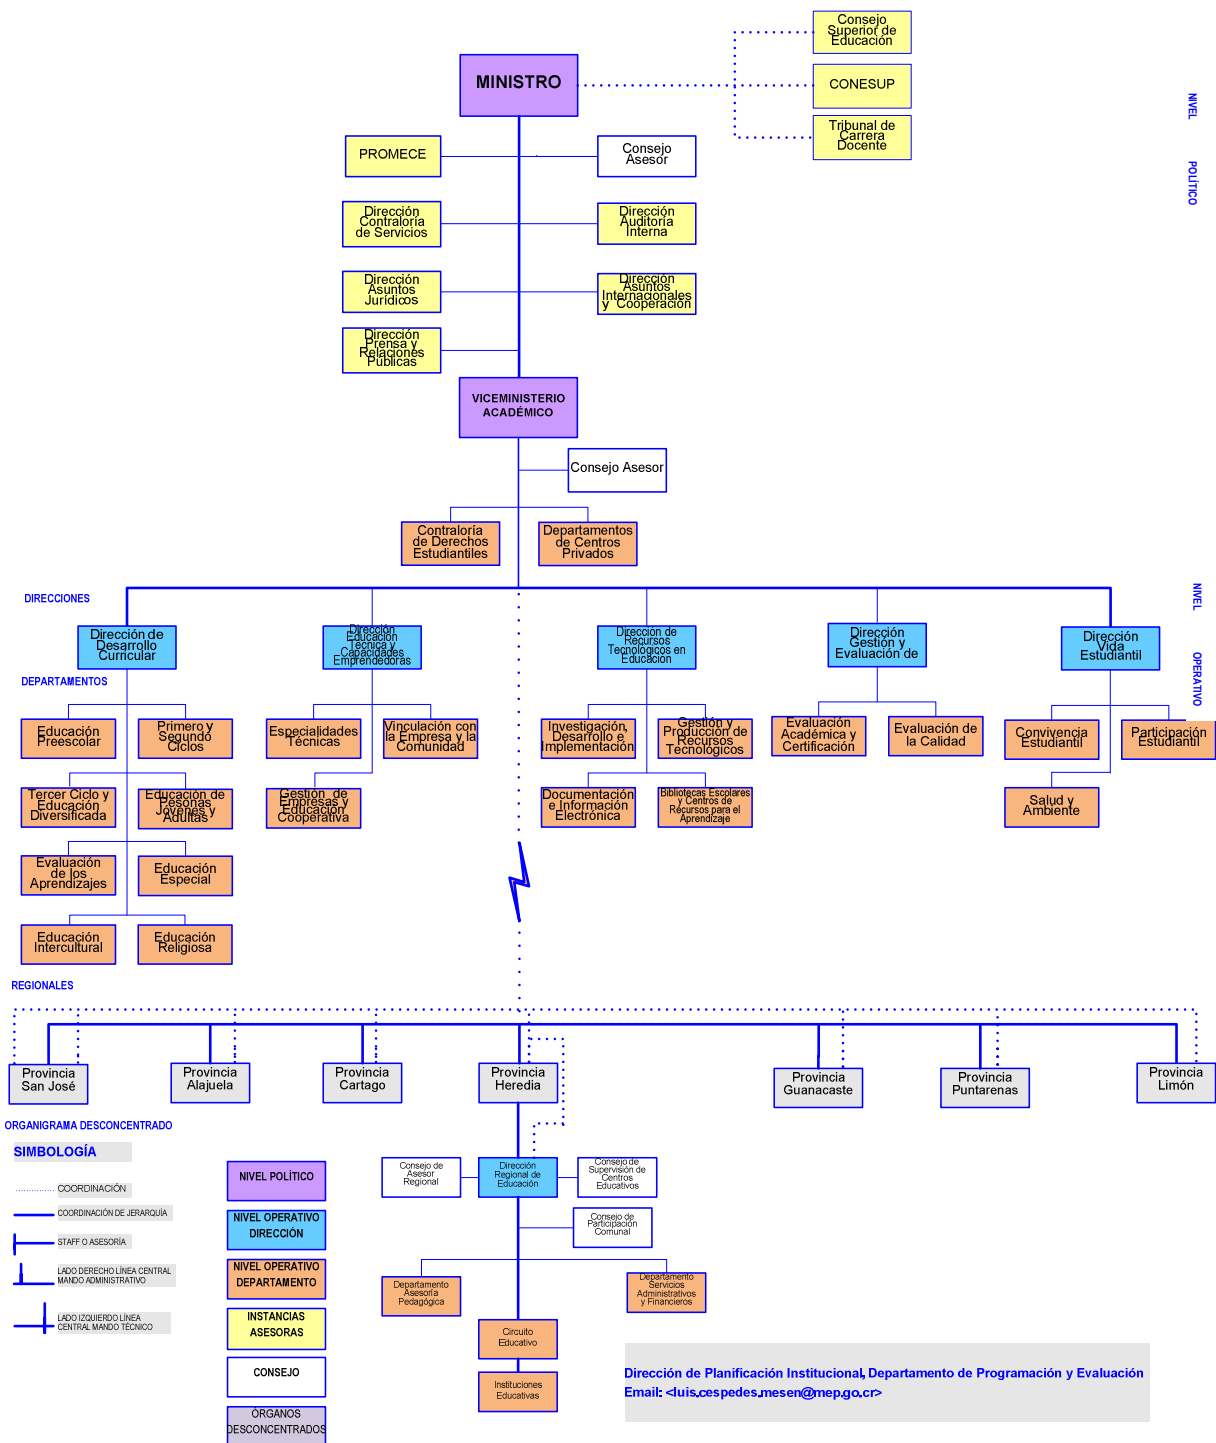 Consejo
Superior de
Educación
MINISTRO
CONESUP
NIVEL
POLÍTICO
Tribunal de
Carrera
Docente
PROMECE
Consejo
Asesor
Dirección
Contraloría
de Servicios
Dirección
Auditoría
Interna
Dirección
Asuntos
Jurídicos
Dirección
Asuntos
Internacionales
y Cooperación
Dirección
Prensa y
Relaciones
Públicas
VICEMINISTERIO
ACADÉMICO
Consejo Asesor
Contraloría
de Derechos
Estudiantiles
Departamentos
de Centros
Privados
DIRECCIONES
NIVEL
OPERATIVO
Dirección de
Desarrollo
Curricular
Dirección
Educación
Técnica y
Capacidades
Emprendedoras
Dirección de
Recursos
Tecnológicos en
Educación
Dirección
Gestión y
Evaluación de
Dirección
Vida
Estudiantil
DEPARTAMENTOS
Educación
Preescolar
Primero y
Segundo
Ciclos
Especialidades
Técnicas
Vinculación con
la Empresa y la
Comunidad
Investigación,
Desarrollo e
Implementación
Gestión y
Producción de
Recursos
Tecnológicos
Evaluación
Académica y
Certificación
Evaluación de
la Calidad
Convivencia
Estudiantil
Participación
Estudiantil
Tercer Ciclo y
Educación
Diversificada
Educación de
Pesonas
Jóvenes y
Adultas
Gestión de
Empresas y
Educación
Cooperativa
Documentación
e Información
Electrónica
Bibliotecas Escolares
y Centros de
Recursos para el
Aprendizaje
Salud y
Ambiente
Evaluación
de los
Aprendizajes
Educación
Especial
Educación
Intercultural
Educación
Religiosa
REGIONALES
Provincia
San José
Provincia
Alajuela
Provincia
Cartago
Provincia
Heredia
Provincia
Guanacaste
Provincia
Puntarenas
Provincia
Limón
ORGANIGRAMA DESCONCENTRADO
SIMBOLOGÍA
COORDINACIÓN
COORDINACIÓN DE JERARQUÍA
STAFF O ASESORÍA
LADO DERECHO LÍNEA CENTRAL
MANDO ADMINISTRATIVO
LADO IZQUIERDO LÍNEA
CENTRAL MANDO TÉCNICO
NIVEL POLÍTICO
NIVEL OPERATIVO
DIRECCIÓN
NIVEL OPERATIVO
DEPARTAMENTO
INSTANCIAS
ASESORAS
CONSEJO
ÓRGANOS
DESCONCENTRADOS
Consejo de
Asesor
Regional
Dirección
Regional de
Educación
Consejo de
Supervisión de
Centros
Educativos
Consejo de
Participación
Comunal
Departamento
Asesoría
Pedagógica
Departamento
Servicios
Administrativos
y Financieros
Circuito
Educativo
Instituciones
Educativas
Dirección de Planificación Institucional, Departamento de Programación y Evaluación
Email: <luis.cespedes.mesen@mep.go.cr>